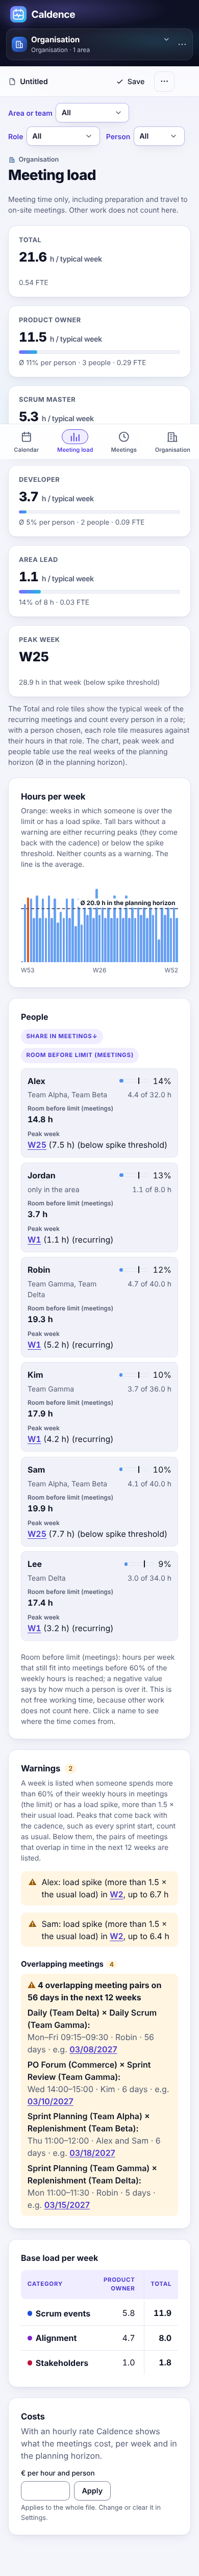 Caldence
Organisation
Organisation · 1 area
Untitled
Save
Area or team
All
Role
All
Person
All
Organisation
Meeting load
Meeting time only, including preparation and travel to
on-site meetings. Other work does not count here.
TOTAL
21.6 h / typical week
0.54 FTE
PRODUCT OWNER
11.5 h / typical week
Ø 11% per person · 3 people · 0.29 FTE
SCRUM MASTER
5.3 h / typical week
Calendar
Meeting load
Meetings
Organisation
DEVELOPER
3.7 h / typical week
Ø 5% per person · 2 people · 0.09 FTE
AREA LEAD
1.1 h / typical week
14% of 8 h · 0.03 FTE
PEAK WEEK
W25
28.9 h in that week (below spike threshold)
The Total and role tiles show the typical week of the
recurring meetings and count every person in a role;
with a person chosen, each role tile measures against
their hours in that role. The chart, peak week and
people table use the real weeks of the planning
horizon (Ø in the planning horizon).
Hours per week
Orange: weeks in which someone is over the
limit or has a load spike. Tall bars without a
warning are either recurring peaks (they come
back with the cadence) or below the spike
threshold. Neither counts as a warning. The
line is the average.
Ø 20.9 h in the planning horizon
W53
W26
W52
People
SHARE IN MEETINGS↓
ROOM BEFORE LIMIT (MEETINGS)
Alex
14%
Team Alpha, Team Beta
4.4 of 32.0 h
Room before limit (meetings)
14.8 h
Peak week
W25 (7.5 h) (below spike threshold)
Jordan
13%
only in the area
1.1 of 8.0 h
Room before limit (meetings)
3.7 h
Peak week
W1 (1.1 h) (recurring)
Robin
12%
Team Gamma, Team
Delta
4.7 of 40.0 h
Room before limit (meetings)
19.3 h
Peak week
W1 (5.2 h) (recurring)
Kim
10%
Team Gamma
3.7 of 36.0 h
Room before limit (meetings)
17.9 h
Peak week
W1 (4.2 h) (recurring)
Sam
10%
Team Alpha, Team Beta
4.1 of 40.0 h
Room before limit (meetings)
19.9 h
Peak week
W25 (7.7 h) (below spike threshold)
Lee
9%
Team Delta
3.0 of 34.0 h
Room before limit (meetings)
17.4 h
Peak week
W1 (3.2 h) (recurring)
Room before limit (meetings): hours per week
that still fit into meetings before 60% of the
weekly hours is reached; a negative value
says by how much a person is over it. This is
not free working time, because other work
does not count here. Click a name to see
where the time comes from.
Warnings 2
A week is listed when someone spends more
than 60% of their weekly hours in meetings
(the limit) or has a load spike, more than 1.5 ×
their usual load. Peaks that come back with
the cadence, such as every sprint start, count
as usual. Below them, the pairs of meetings
that overlap in time in the next 12 weeks are
listed.
Alex: load spike (more than 1.5 ×
the usual load) in W2, up to 6.7 h
Sam: load spike (more than 1.5 ×
the usual load) in W2, up to 6.4 h
Overlapping meetings 4
4 overlapping meeting pairs on
56 days in the next 12 weeks
Daily (Team Delta) × Daily Scrum
(Team Gamma):
Mon–Fri 09:15–09:30 · Robin · 56
days · e.g. 03/08/2027
PO Forum (Commerce) × Sprint
Review (Team Gamma):
Wed 14:00–15:00 · Kim · 6 days · e.g.
03/10/2027
Sprint Planning (Team Alpha) ×
Replenishment (Team Beta):
Thu 11:00–12:00 · Alex and Sam · 6
days · e.g. 03/18/2027
Sprint Planning (Team Gamma) ×
Replenishment (Team Delta):
Mon 11:00–11:30 · Robin · 5 days ·
e.g. 03/15/2027
Base load per week
CATEGORY
PRODUCT
OWNER
TOTAL
Scrum events 5.8 11.9
Alignment 4.7 8.0
Stakeholders 1.0 1.8
Costs
With an hourly rate Caldence shows
what the meetings cost, per week and in
the planning horizon.
€ per hour and person
Apply
Applies to the whole file. Change or clear it in
Settings.